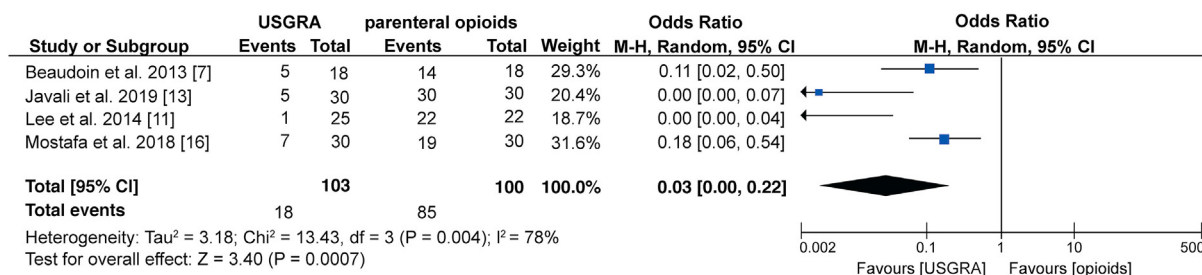 USGRA parenteral opioids Odds Ratio Odds Ratio
Study or Subgroup Events Total Events Total Weight M-H, Random, 95% CI M-H, Random, 95% CI
Beaudoin et al. 2013 [7] 5 18 14 18 29.3% 0.11 [0.02, 0.50]
Javali et al. 2019 [13] 5 30 30 30 20.4% 0.00 [0.00, 0.07]
Lee et al. 2014 [11] 1 25 22 22 18.7% 0.00 [0.00, 0.04]
Mostafa et al. 2018 [16] 7 30 19 30 31.6% 0.18 [0.06, 0.54]
Total [95% CI] 103 100 100.0% 0.03 [0.00, 0.22]
Total events 18 85
Heterogeneity: Tau² = 3.18; Chi² = 13.43, df = 3 (P = 0.004); I² = 78%
Test for overall effect: Z = 3.40 (P = 0.0007)
0.002 0.1 1 10 500
Favours [USGRA] Favours [opioids]